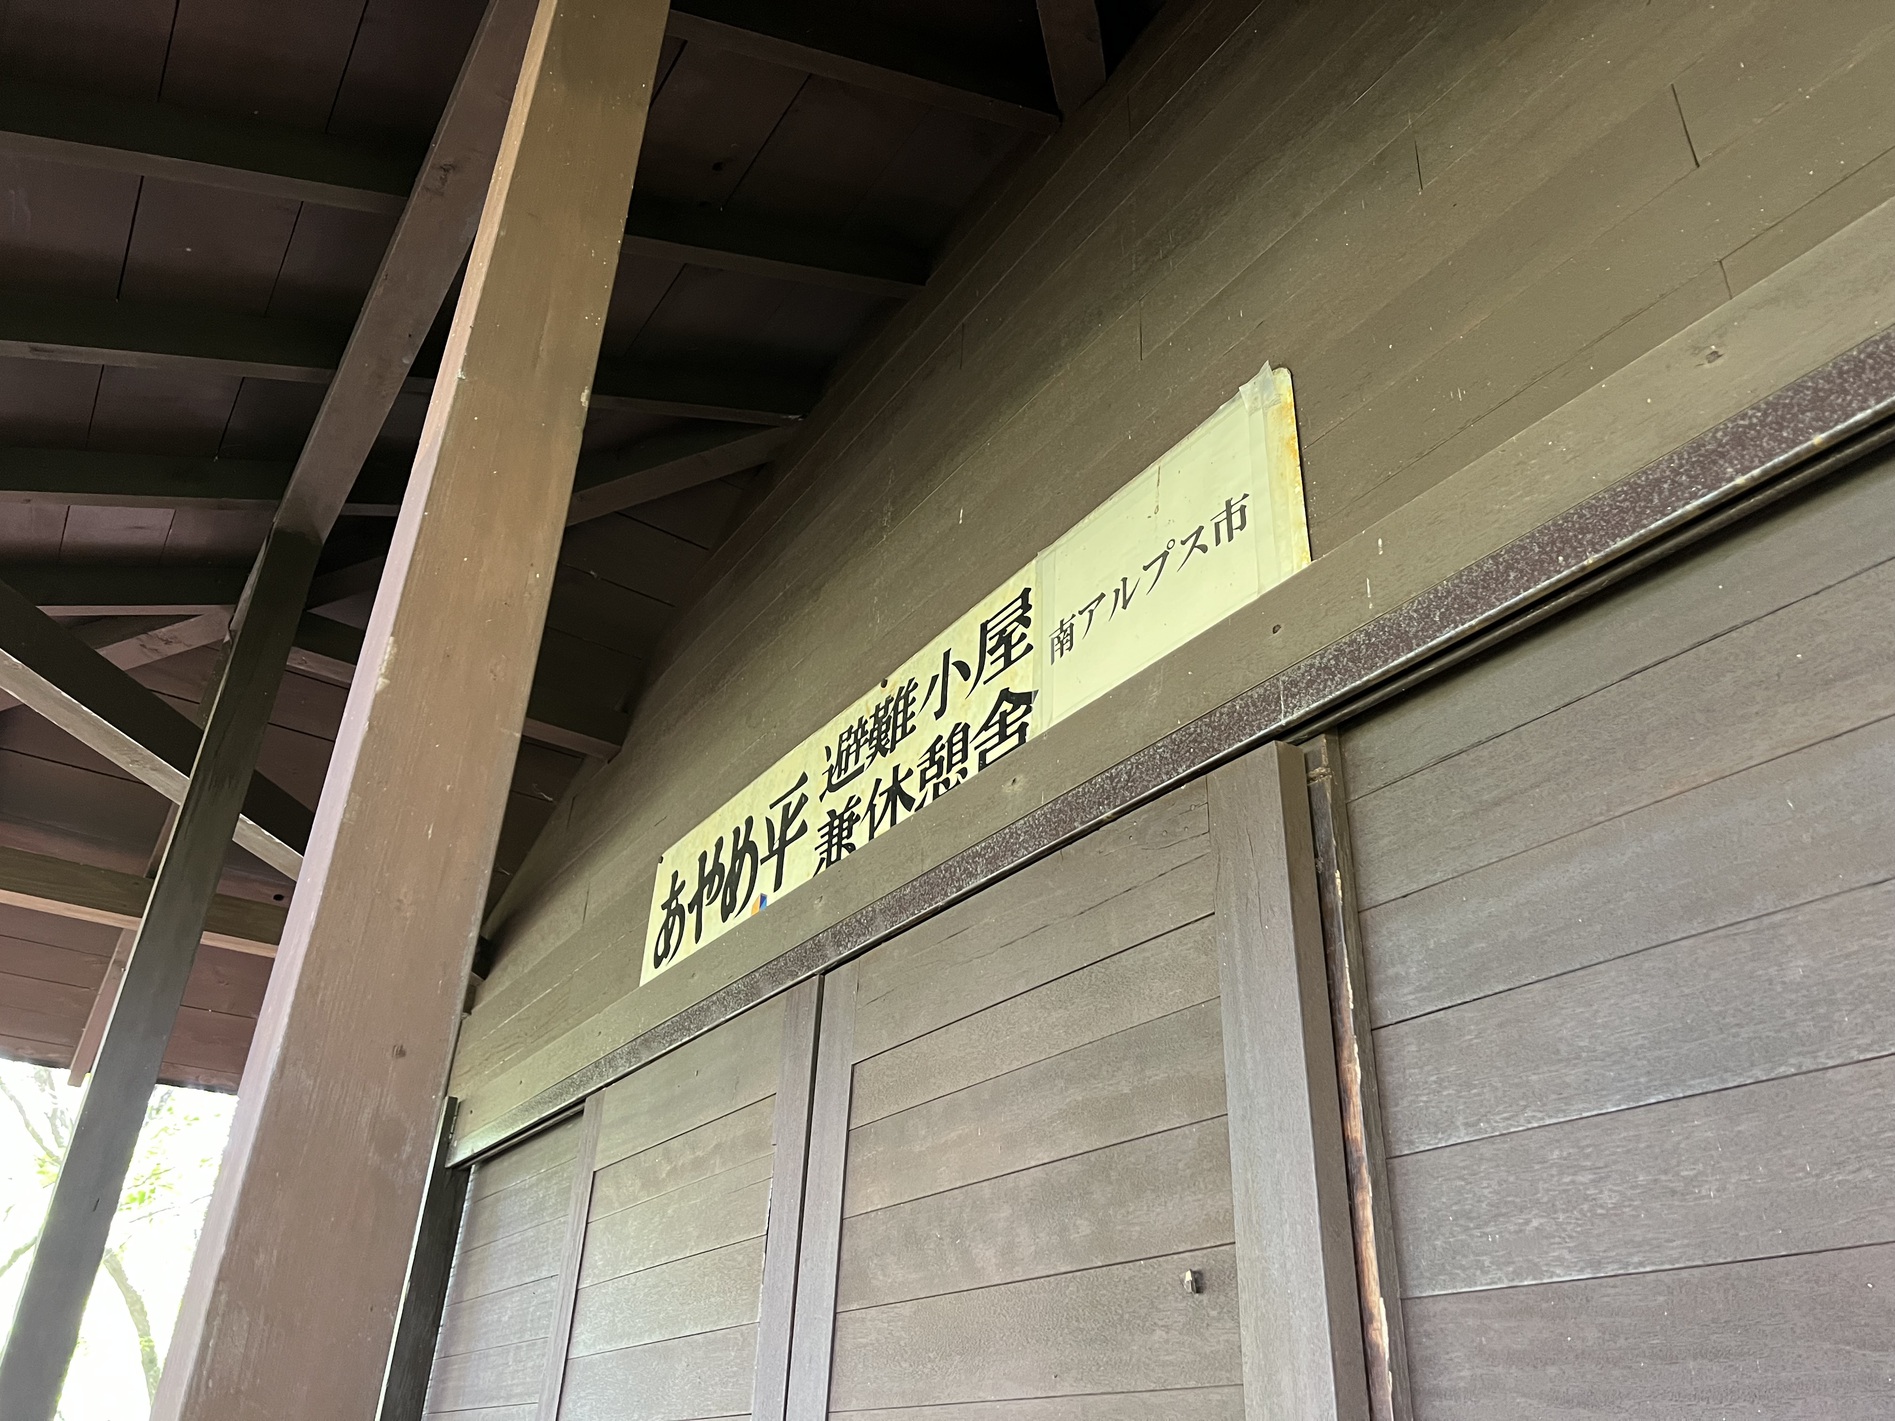 あやめ平
避難小屋
兼休憩舎
南アルプス市